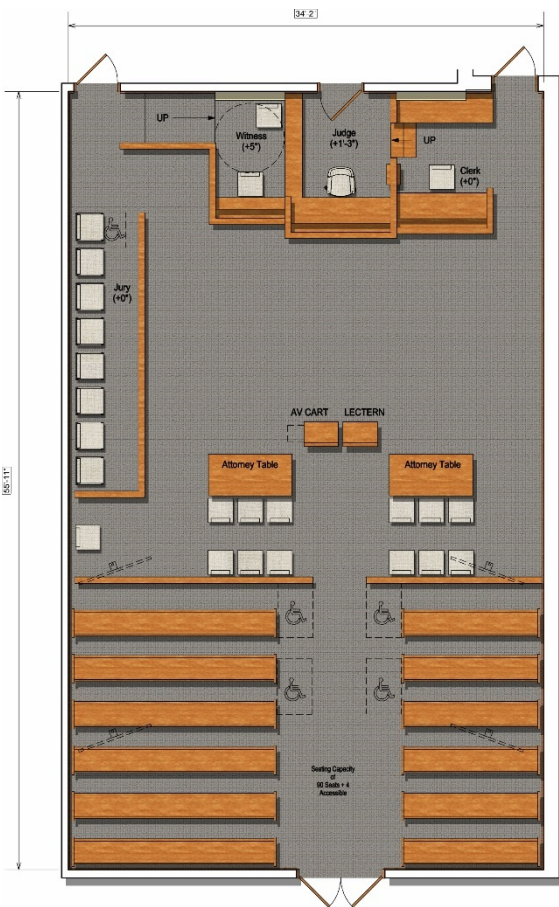 34' 2"
UP
Witness
(+5")
Judge
(+1'-3")
UP
Clerk
(+0")
Jury
(+0")
55'-11"
AV CART
LECTERN
Attorney Table
Attorney Table
Seating Capacity
of
90 Seats + 4
Accessible